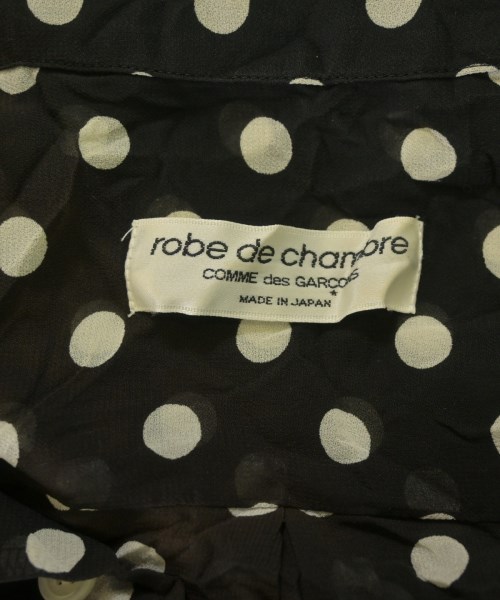 robe de chambre
COMME des GARÇONS
MADE IN JAPAN